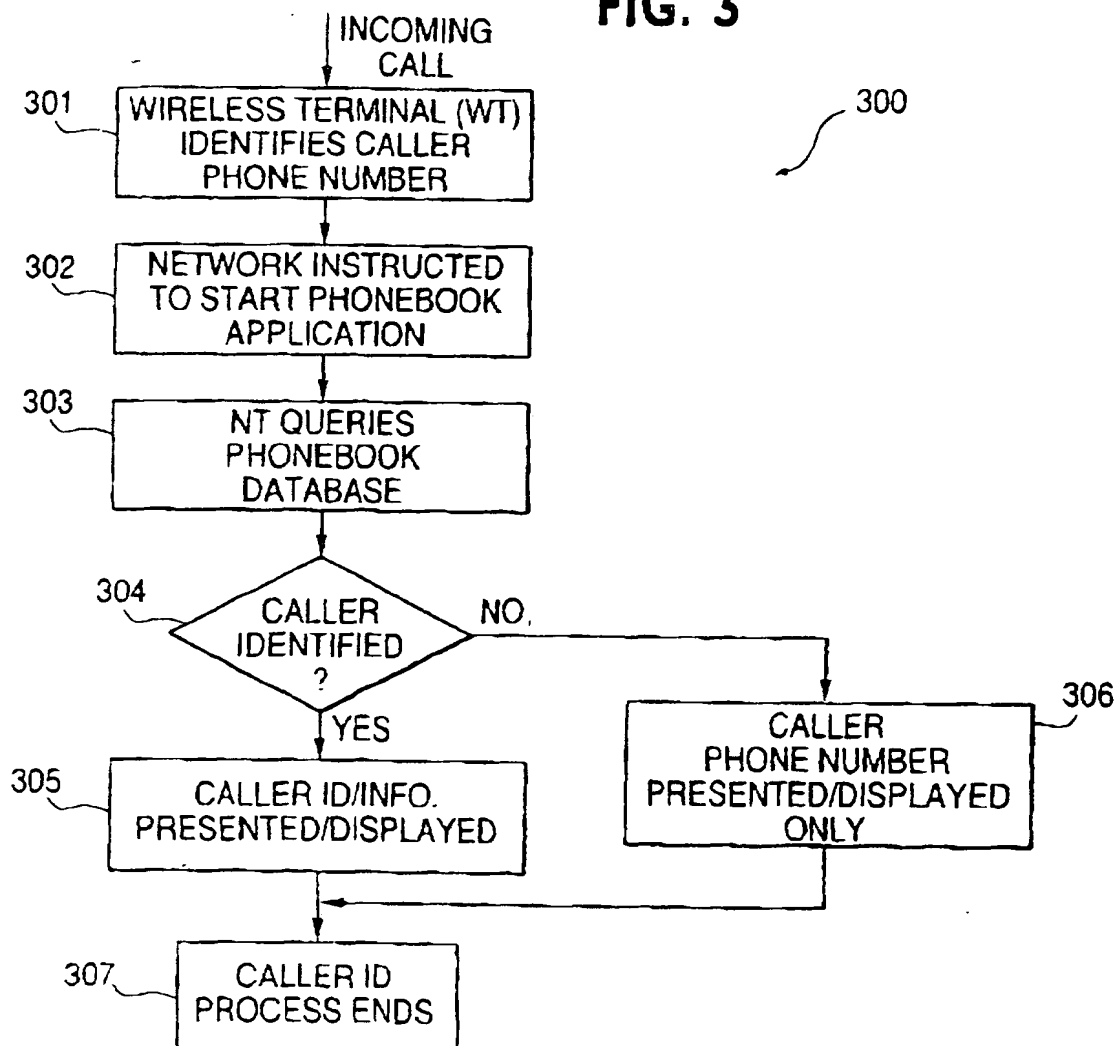 FIG. 3
INCOMING
CALL
301
WIRELESS TERMINAL (WT)
IDENTIFIES CALLER
PHONE NUMBER
300
302
NETWORK INSTRUCTED
TO START PHONEBOOK
APPLICATION
303
NT QUERIES
PHONEBOOK
DATABASE
304
CALLER
IDENTIFIED
?
NO.
YES
305
CALLER ID/INFO.
PRESENTED/DISPLAYED
306
CALLER
PHONE NUMBER
PRESENTED/DISPLAYED
ONLY
307
CALLER ID
PROCESS ENDS